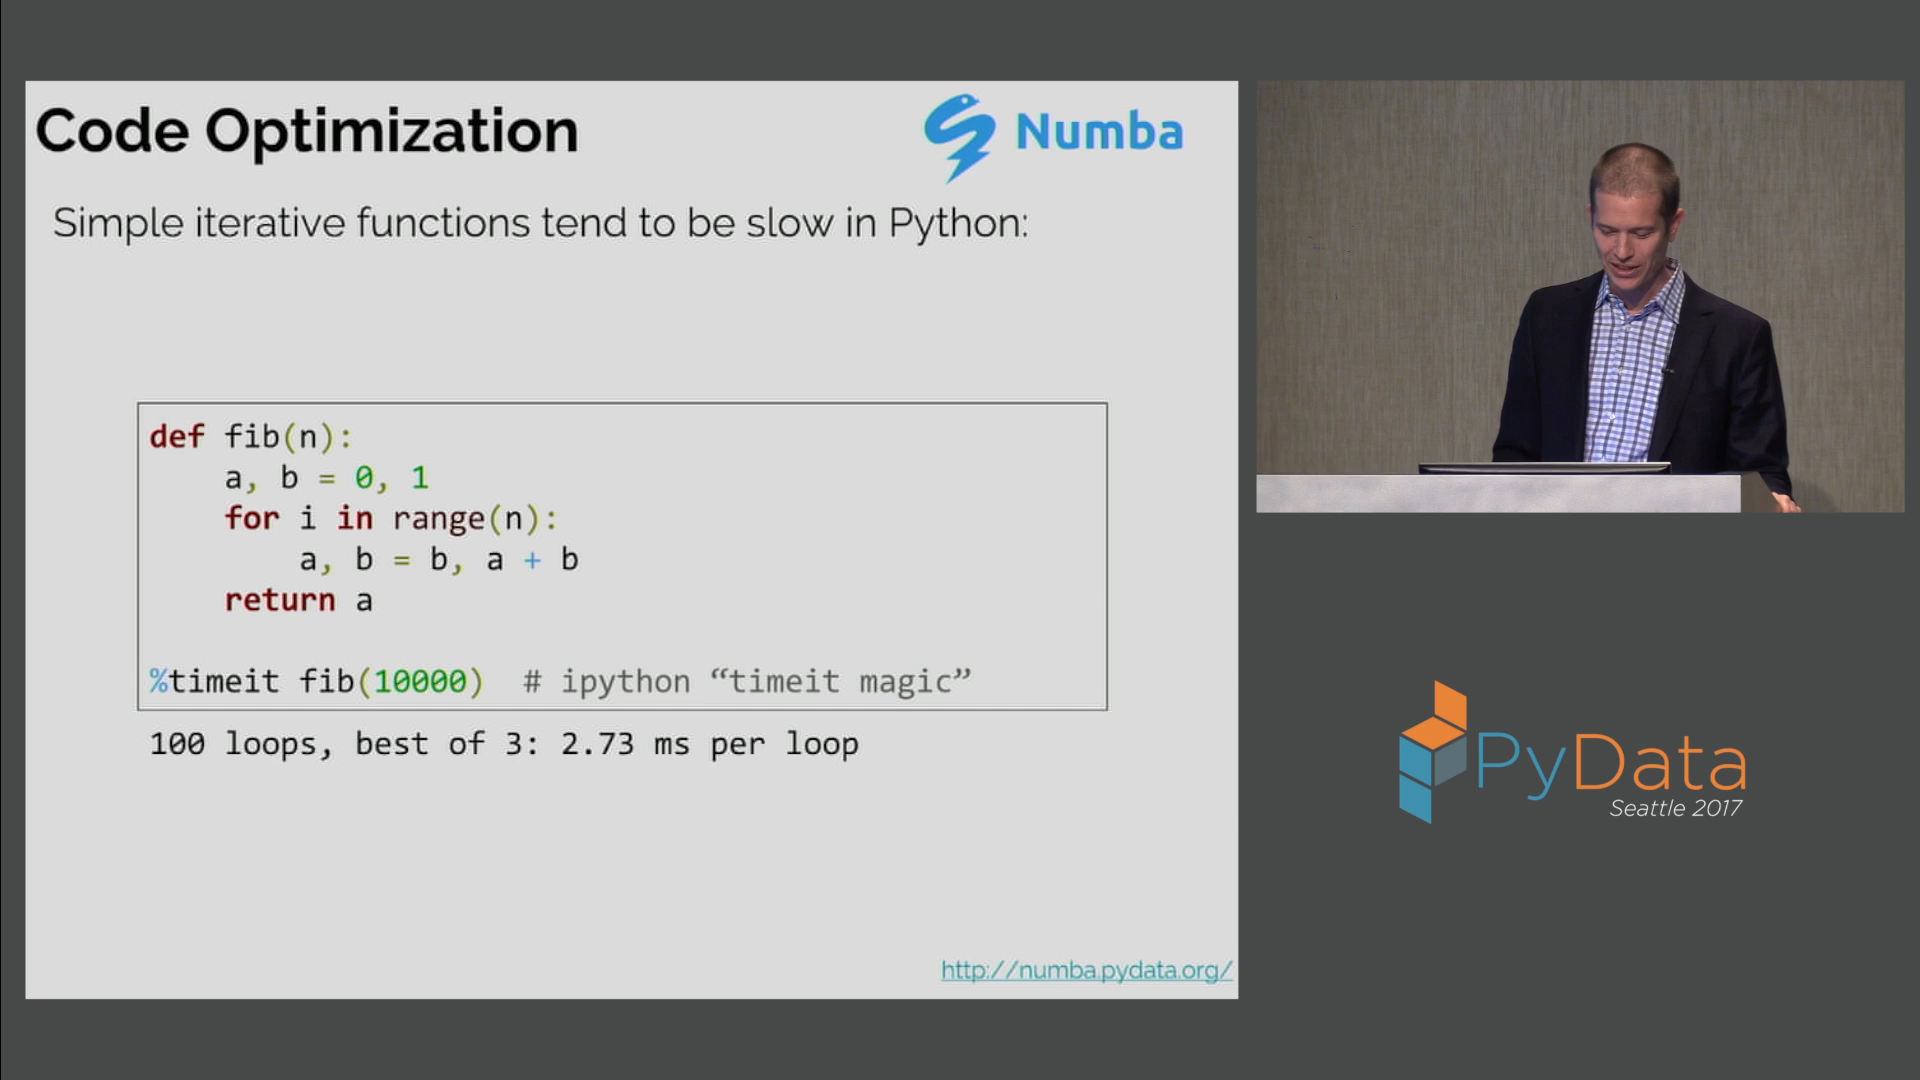 Code Optimization
Numba
Simple iterative functions tend to be slow in Python:
def fib(n):
    a, b = 0, 1
    for i in range(n):
        a, b = b, a + b
    return a
%timeit fib(10000)  # ipython “timeit magic”
100 loops, best of 3: 2.73 ms per loop
http://numba.pydata.org/
PyData
Seattle 2017